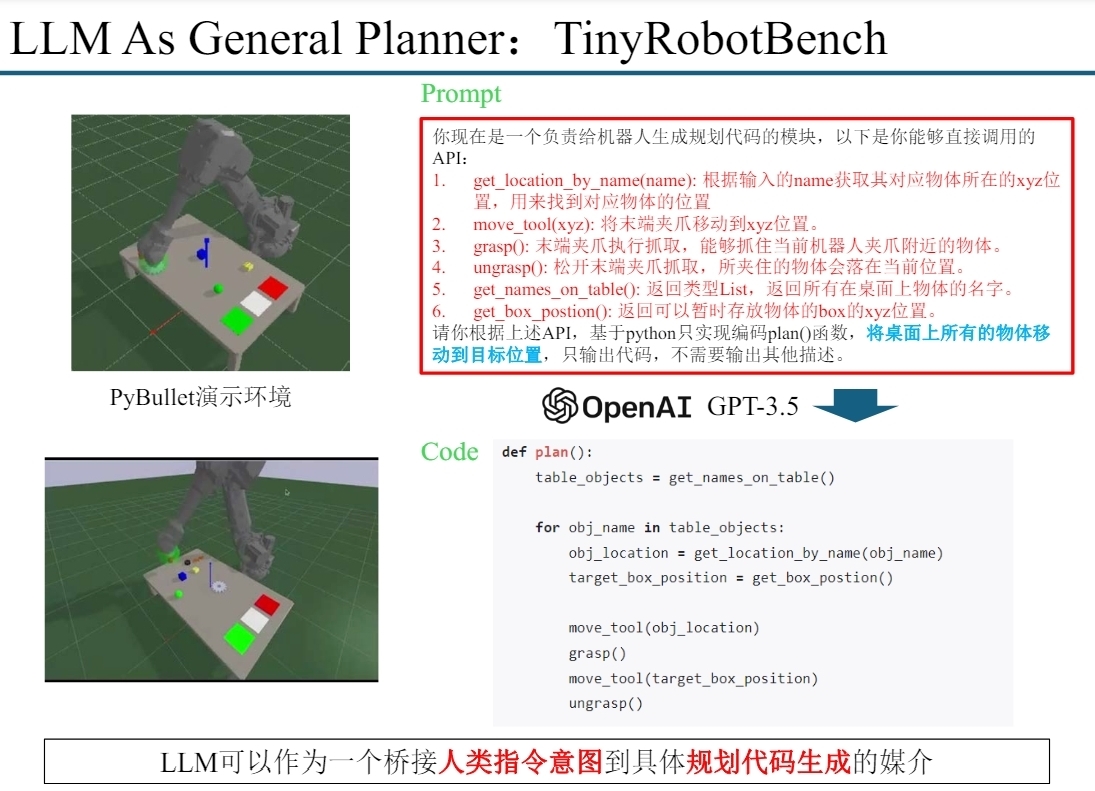 LLM As General Planner： TinyRobotBench
Prompt
你现在是一个负责给机器人生成规划代码的模块，以下是你能够直接调用的
API：
1. get_location_by_name(name): 根据输入的name获取其对应物体所在的xyz位
置，用来找到对应物体的位置
2. move_tool(xyz): 将末端夹爪移动到xyz位置。
3. grasp(): 末端夹爪执行抓取，能够抓住当前机器人夹爪附近的物体。
4. ungrasp(): 松开末端夹爪抓取，所夹住的物体会落在当前位置。
5. get_names_on_table(): 返回类型List，返回所有在桌面上物体的名字。
6. get_box_postion(): 返回可以暂时存放物体的box的xyz位置。
请你根据上述API，基于python只实现编码plan()函数，将桌面上所有的物体移
动到目标位置，只输出代码，不需要输出其他描述。
PyBullet演示环境
OpenAI GPT-3.5
Code
def plan():
table_objects = get_names_on_table()
for obj_name in table_objects:
obj_location = get_location_by_name(obj_name)
target_box_position = get_box_postion()
move_tool(obj_location)
grasp()
move_tool(target_box_position)
ungrasp()
LLM可以作为一个桥接人类指令意图到具体规划代码生成的媒介